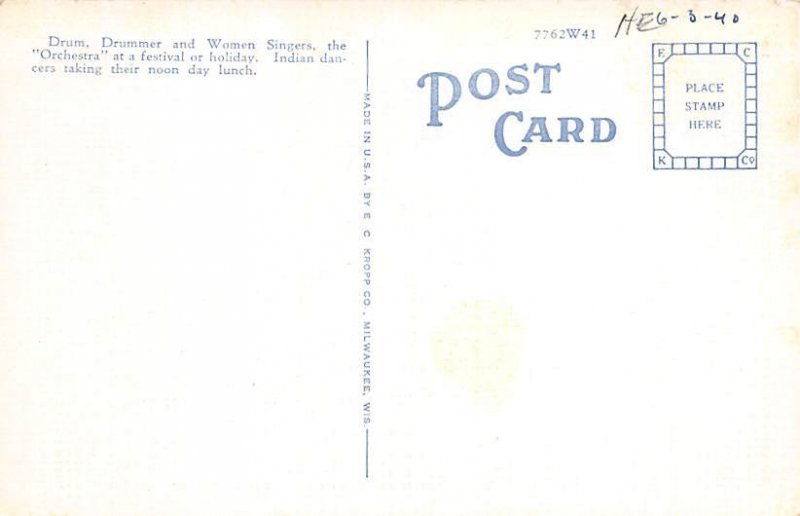 Drum, Drummer and Women Singers, the
"Orchestra" at a festival or holiday. Indian dan-
cers taking their noon day lunch.
MADE IN U.S.A. BY E C KROPP CO., MILWAUKEE, WIS.
7762W41
HE6-3-40
POST
CARD
E C
PLACE
STAMP
HERE
K Co